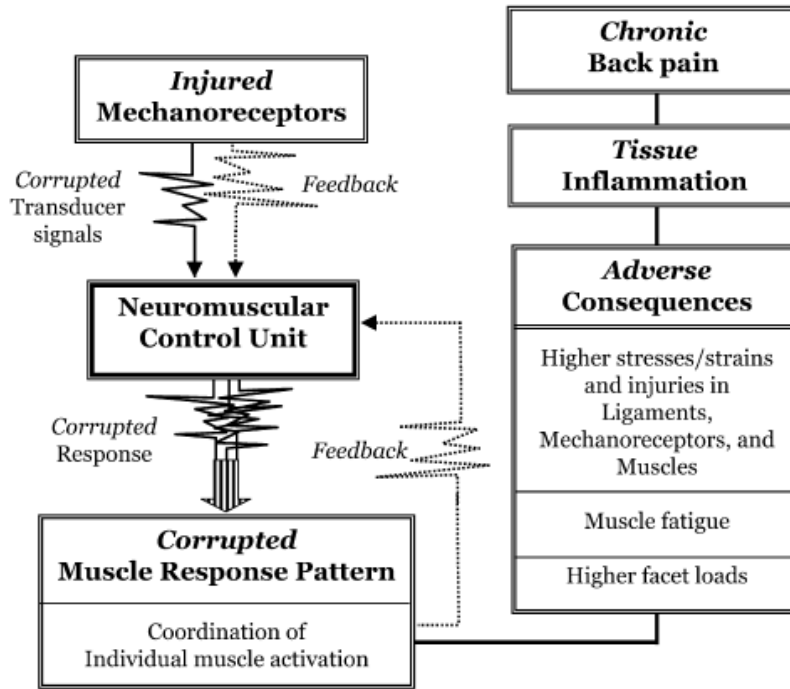 Injured
Mechanoreceptors
Corrupted
Transducer
signals
Feedback
Neuromuscular
Control Unit
Corrupted
Response
Feedback
Corrupted
Muscle Response Pattern
Coordination of
Individual muscle activation
Chronic
Back pain
Tissue
Inflammation
Adverse
Consequences
Higher stresses/strains
and injuries in
Ligaments,
Mechanoreceptors, and
Muscles
Muscle fatigue
Higher facet loads